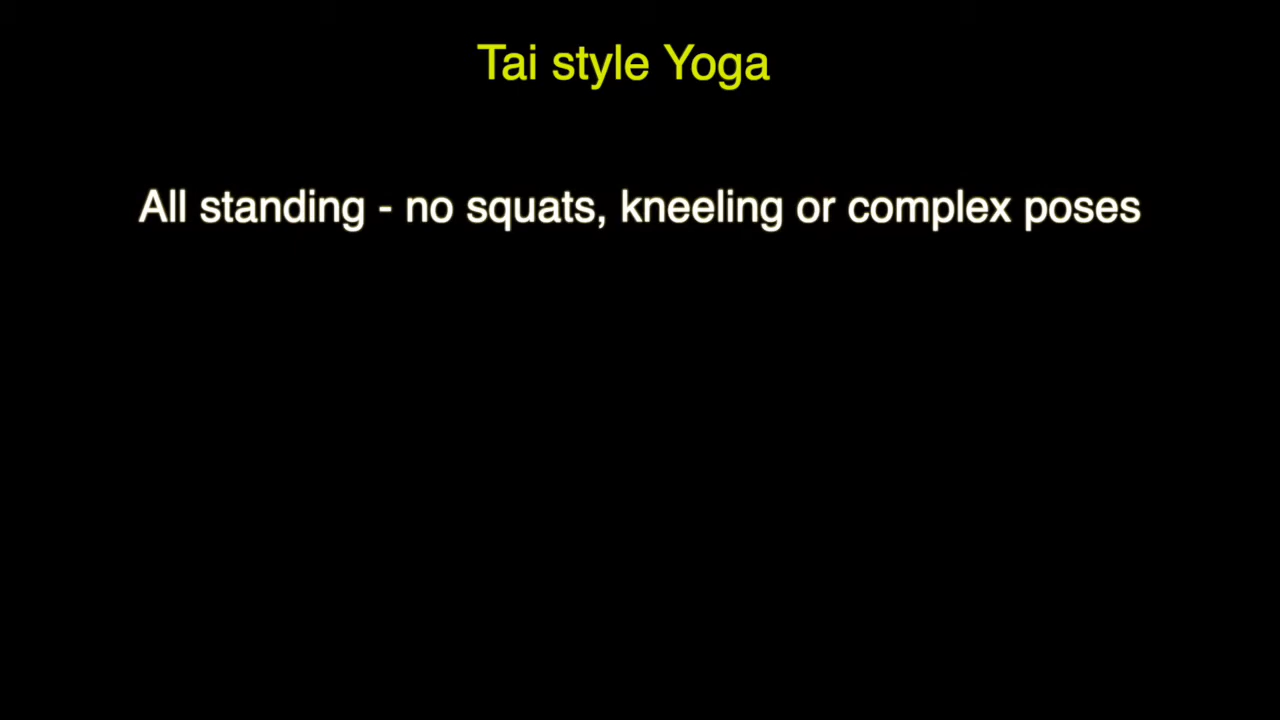 Tai style Yoga
All standing - no squats, kneeling or complex poses